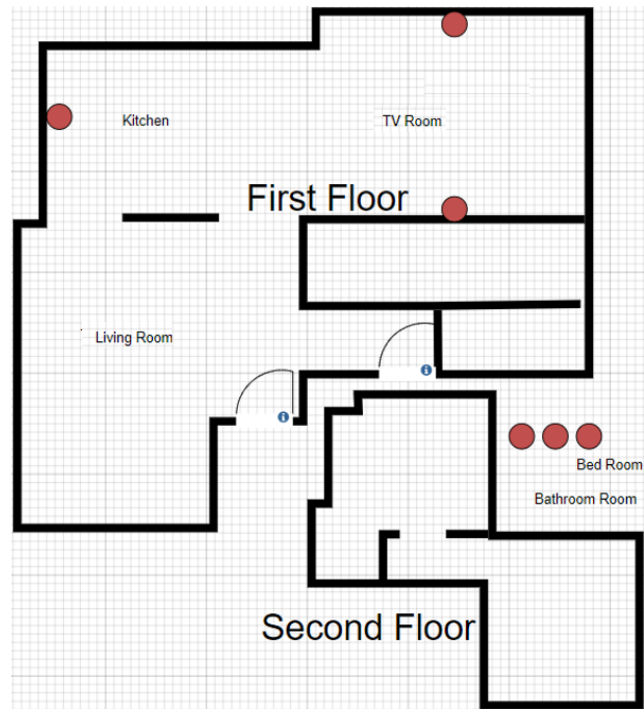 Kitchen
TV Room
First Floor
Living Room
Bed Room
Bathroom Room
Second Floor